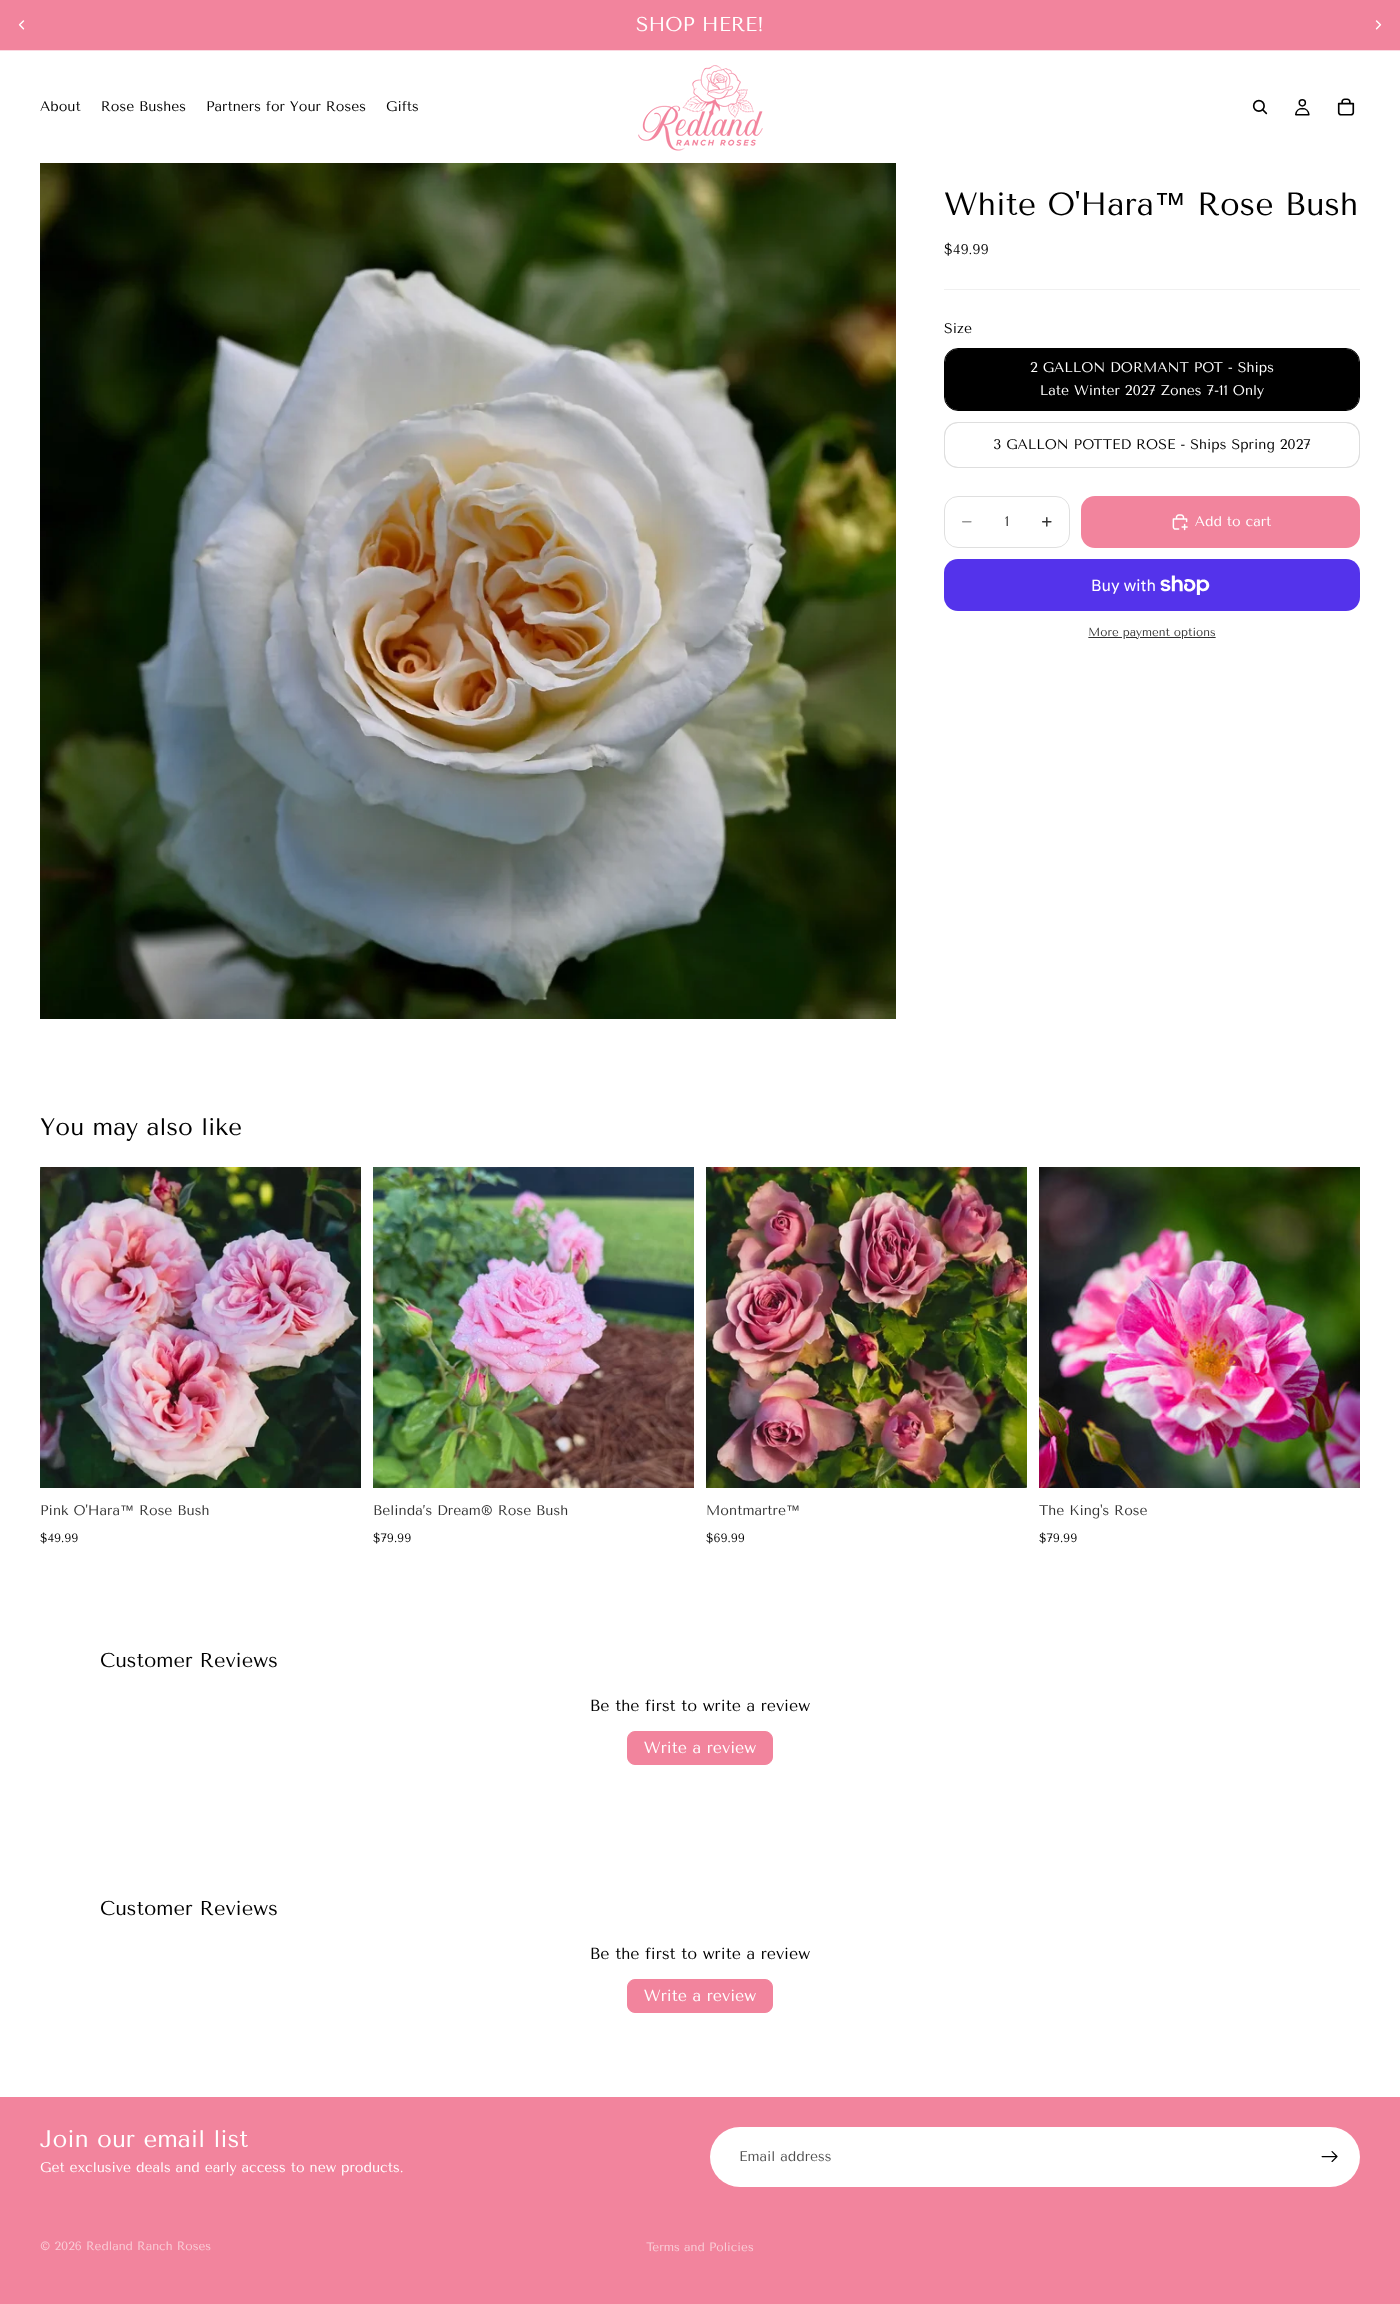 SHOP HERE!
About
Rose Bushes
Partners for Your Roses
Gifts
Redland
RANCH ROSES
White O'Hara™ Rose Bush
$49.99
Size
2 GALLON DORMANT POT - Ships
Late Winter 2027 Zones 7-11 Only
3 GALLON POTTED ROSE - Ships Spring 2027
1
Add to cart
Buy with shop
More payment options
You may also like
Pink O'Hara™ Rose Bush
$49.99
Belinda's Dream® Rose Bush
$79.99
Montmartre™
$69.99
The King's Rose
$79.99
Customer Reviews
Be the first to write a review
Write a review
Customer Reviews
Be the first to write a review
Write a review
Join our email list
Get exclusive deals and early access to new products.
Email address
© 2026 Redland Ranch Roses
Terms and Policies